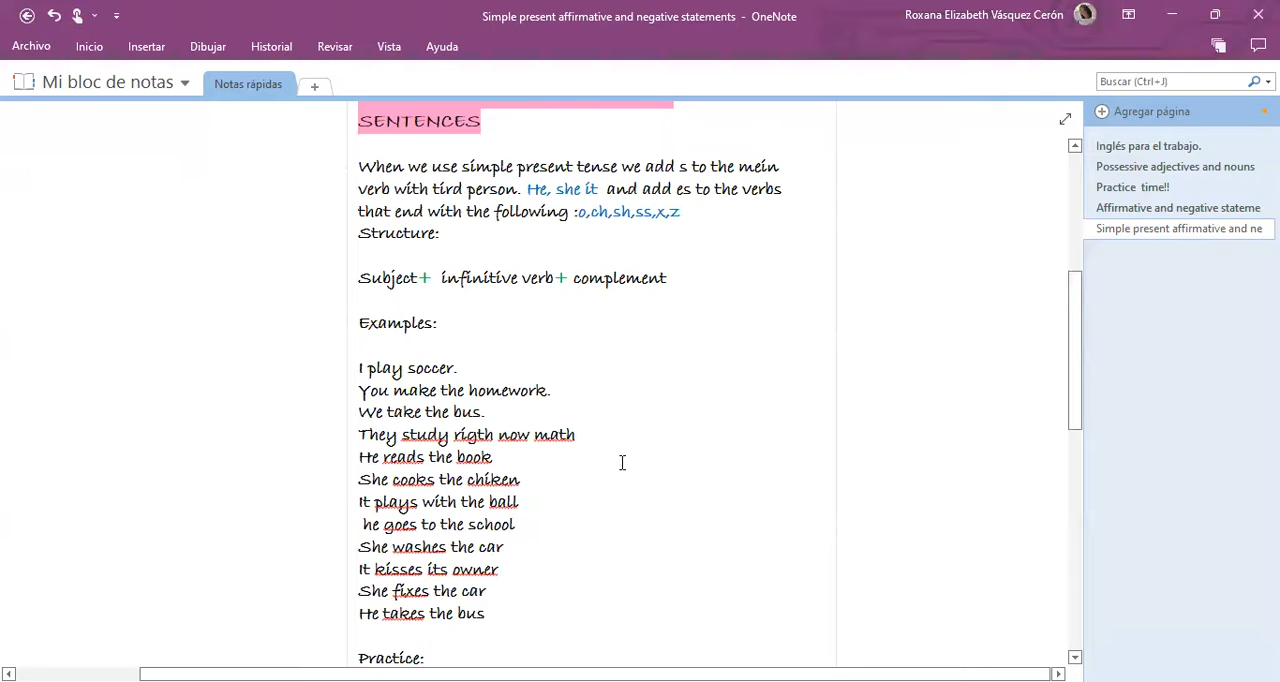 Simple present affirmative and negative statements - OneNote
Roxana Elizabeth Vásquez Cerón
Archivo Inicio Insertar Dibujar Historial Revisar Vista Ayuda
Mi bloc de notas
Notas rápidas
Buscar (Ctrl+J)
Agregar página
Inglés para el trabajo.
Possessive adjectives and nouns
Practice time!!
Affirmative and negative stateme
Simple present affirmative and ne
SENTENCES
When we use simple present tense we add s to the mein
verb with tird person. He, she it and add es to the verbs
that end with the following :o,ch,sh,ss,x,z
Structure:
Subject+ infinitive verb+ complement
Examples:
I play soccer.
You make the homework.
We take the bus.
They study rigth now math
He reads the book
She cooks the chiken
It plays with the ball
he goes to the school
She washes the car
It kisses its owner
She fixes the car
He takes the bus
Practice: